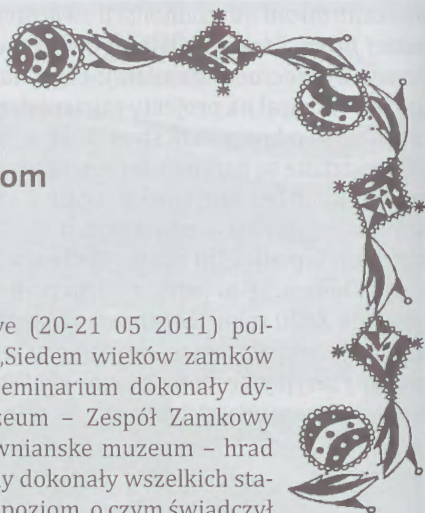 om
ve (20-21 05 2011) pol-
„Siedem wieków zamków
eminarium dokonały dy-
zeum – Zespół Zamkowy
vnianske muzeum – hrad
ny dokonały wszelkich sta-
poziom, o czym świadczył